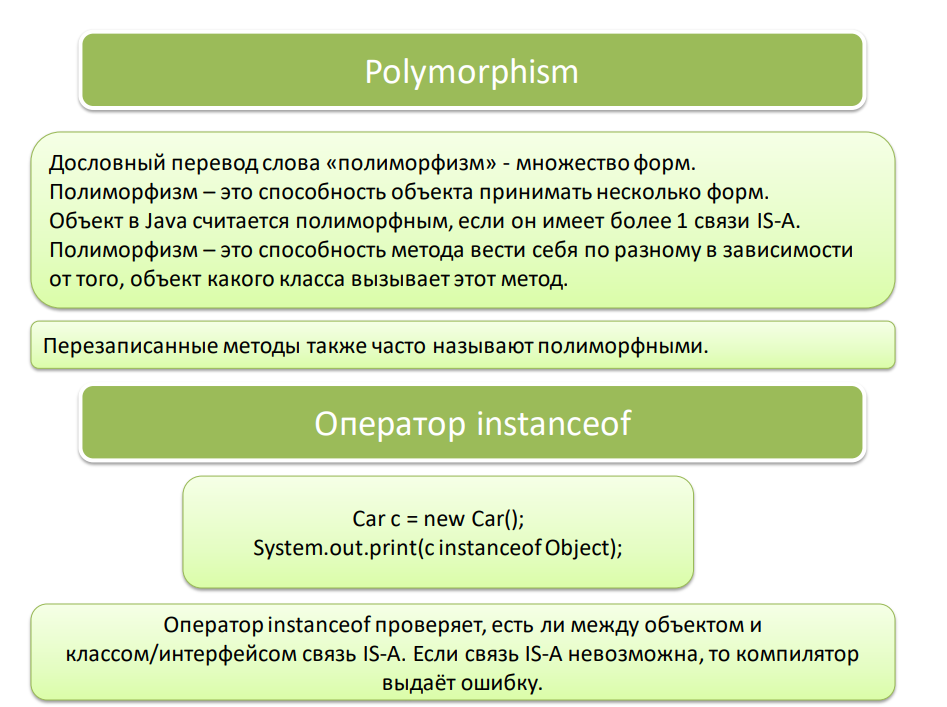 Polymorphism
Дословный перевод слова «полиморфизм» - множество форм.
Полиморфизм – это способность объекта принимать несколько форм.
Объект в Java считается полиморфным, если он имеет более 1 связи IS-A.
Полиморфизм – это способность метода вести себя по разному в зависимости
от того, объект какого класса вызывает этот метод.
Перезаписанные методы также часто называют полиморфными.
Оператор instanceof
Car c = new Car();
System.out.print(c instanceof Object);
Оператор instanceof проверяет, есть ли между объектом и
классом/интерфейсом связь IS-A. Если связь IS-A невозможна, то компилятор
выдаёт ошибку.